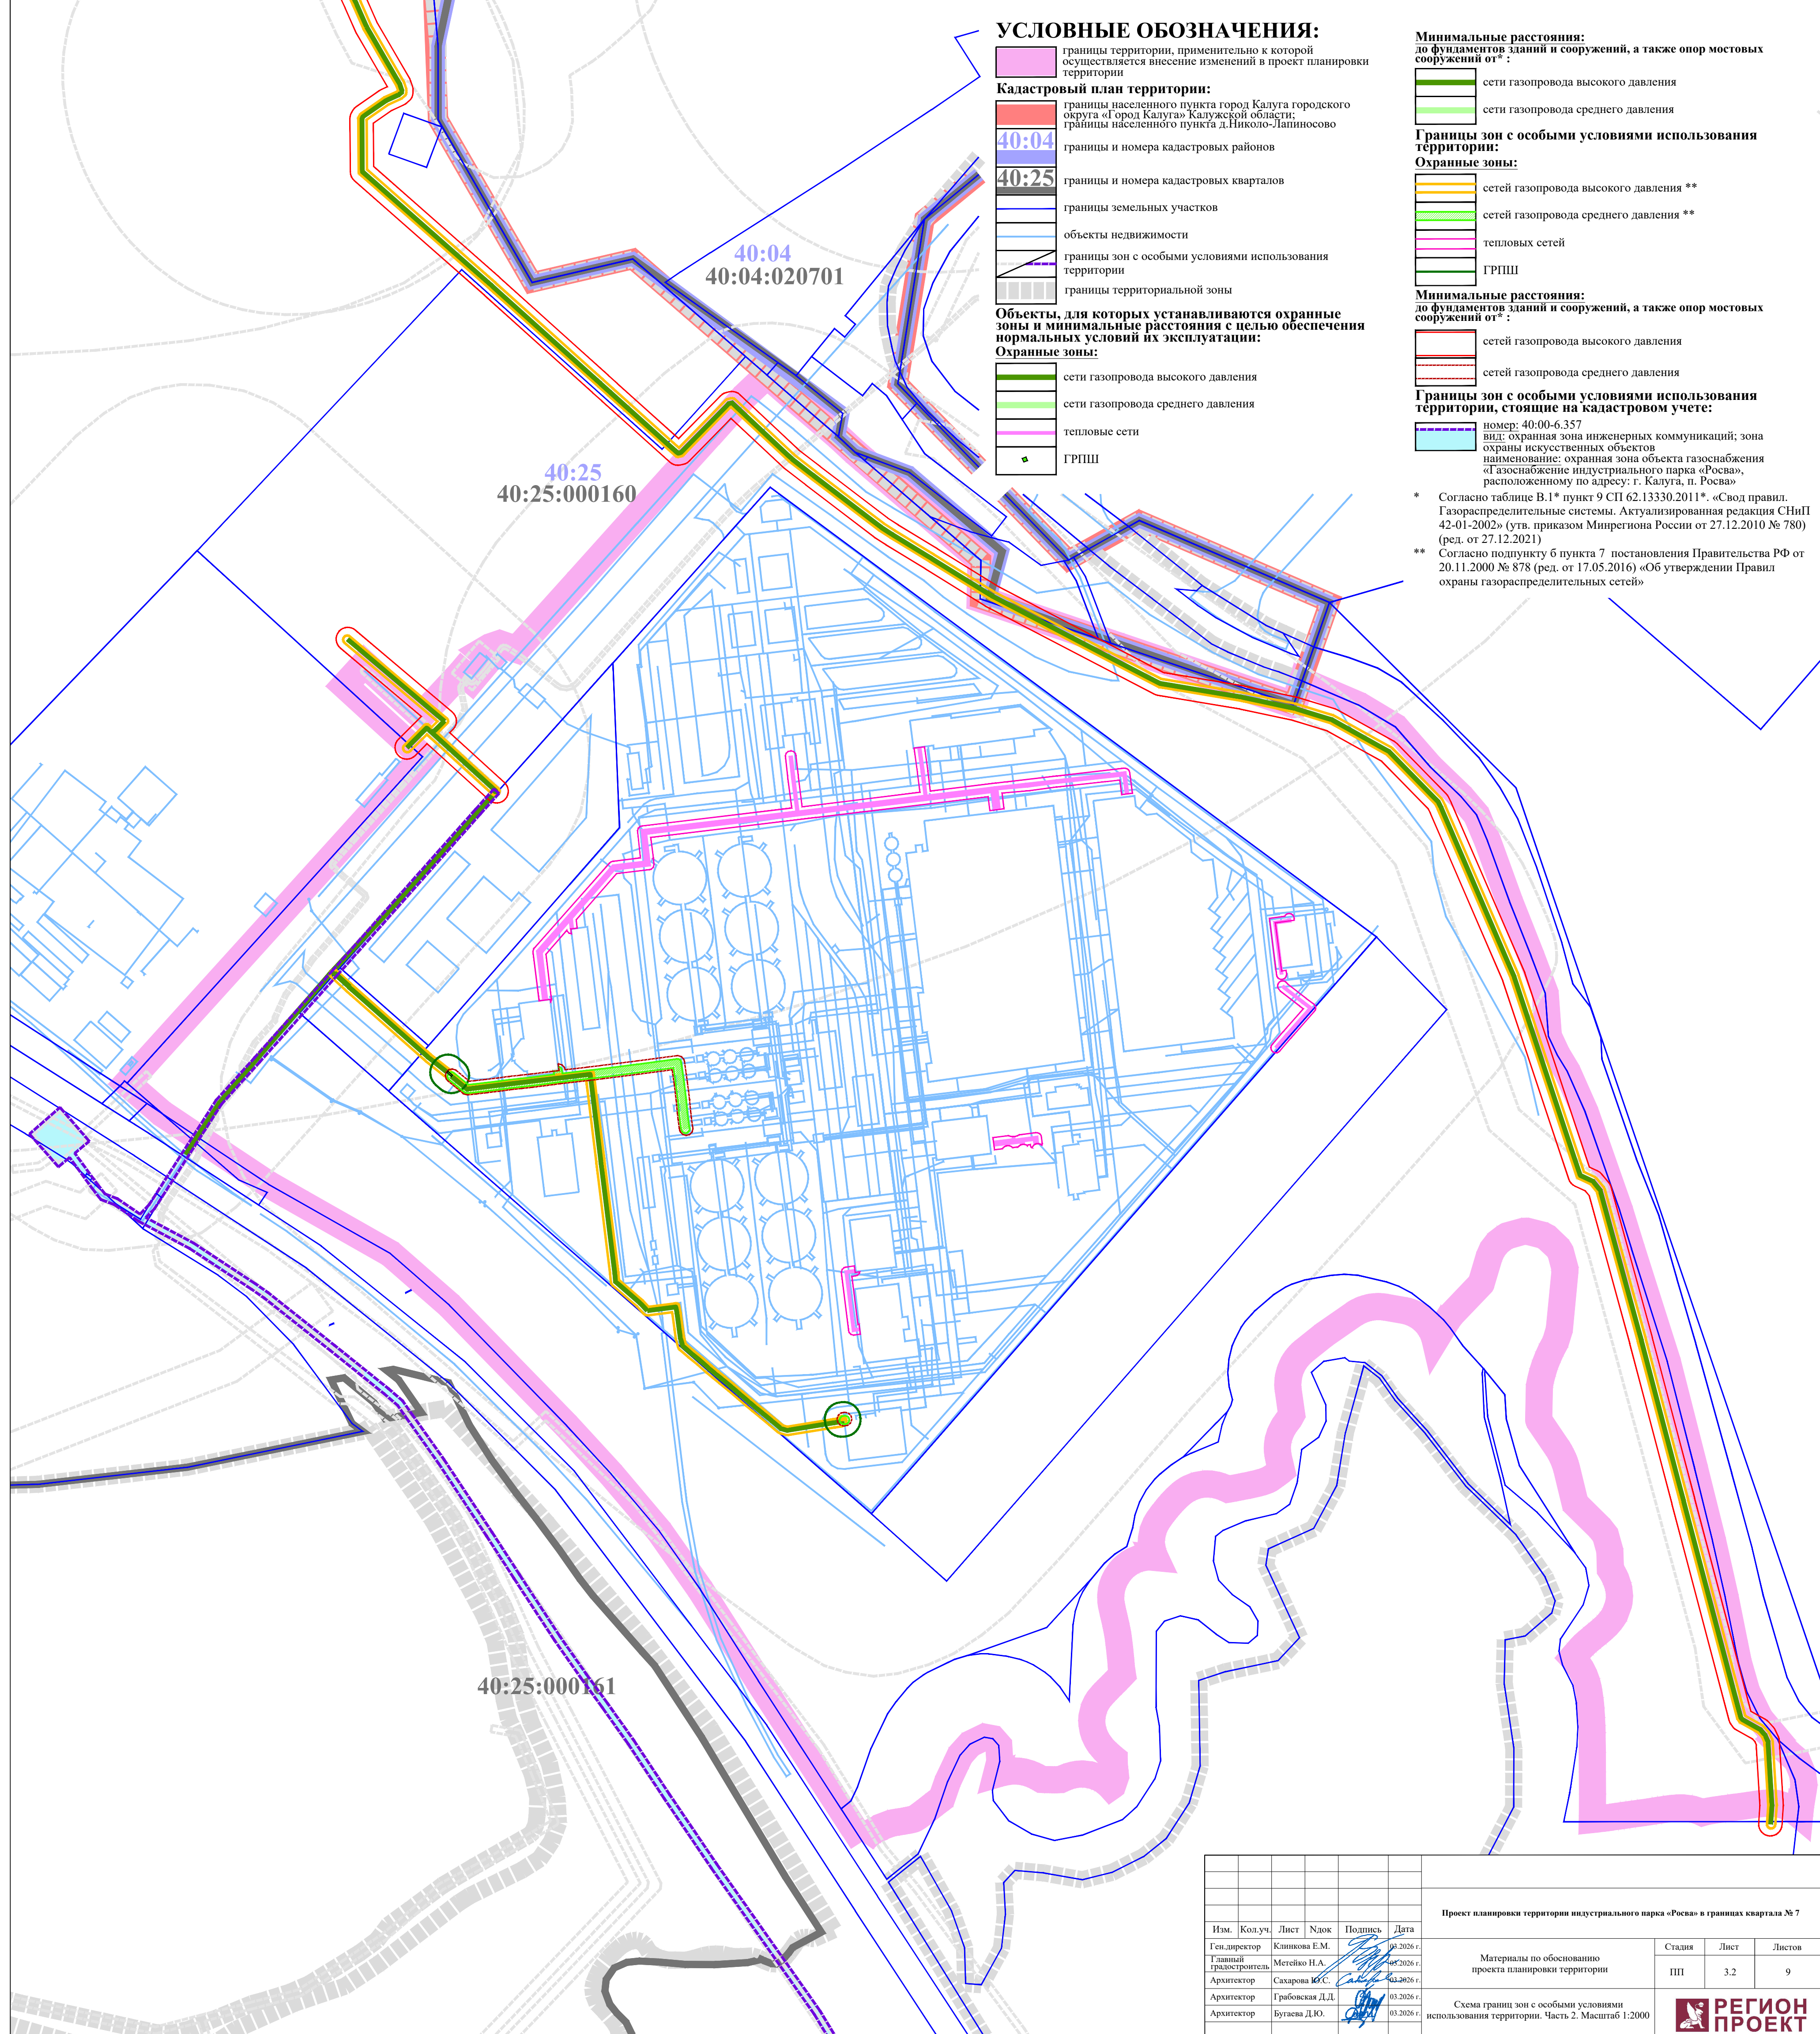 УСЛОВНЫЕ ОБОЗНАЧЕНИЯ:
границы территории, применительно к которой
осуществляется внесение изменений в проект планировки
территории
Кадастровый план территории:
границы населенного пункта город Калуга городского
округа «Город Калуга» Калужской области;
границы населенного пункта д.Николо-Лапиносово
40:04
границы и номера кадастровых районов
40:25
границы и номера кадастровых кварталов
границы земельных участков
объекты недвижимости
границы зон с особыми условиями использования
территории
границы территориальной зоны
Объекты, для которых устанавливаются охранные
зоны и минимальные расстояния с целью обеспечения
нормальных условий их эксплуатации:
Охранные зоны:
сети газопровода высокого давления
сети газопровода среднего давления
тепловые сети
ГРПШ
Минимальные расстояния:
до фундаментов зданий и сооружений, а также опор мостовых
сооружений от* :
сети газопровода высокого давления
сети газопровода среднего давления
Границы зон с особыми условиями использования
территории:
Охранные зоны:
сетей газопровода высокого давления **
сетей газопровода среднего давления **
тепловых сетей
ГРПШ
Минимальные расстояния:
до фундаментов зданий и сооружений, а также опор мостовых
сооружений от* :
сетей газопровода высокого давления
сетей газопровода среднего давления
Границы зон с особыми условиями использования
территории, стоящие на кадастровом учете:
номер: 40:00-6.357
вид: охранная зона инженерных коммуникаций; зона
охраны искусственных объектов
наименование: охранная зона объекта газоснабжения
«Газоснабжение индустриального парка «Росва»,
расположенному по адресу: г. Калуга, п. Росва»
* Согласно таблице В.1* пункт 9 СП 62.13330.2011*. «Свод правил.
Газораспределительные системы. Актуализированная редакция СНиП
42-01-2002» (утв. приказом Минрегиона России от 27.12.2010 № 780)
(ред. от 27.12.2021)
** Согласно подпункту б пункта 7 постановления Правительства РФ от
20.11.2000 № 878 (ред. от 17.05.2016) «Об утверждении Правил
охраны газораспределительных сетей»
40:04
40:04:020701
40:25
40:25:000160
40:25:000161
Проект планировки территории индустриального парка «Росва» в границах квартала № 7
Изм. Кол.уч. Лист Nдок Подпись Дата
Ген.директор Клинкова Е.М. 03.2026 г.
Главный
градостроитель Метейко Н.А. 03.2026 г.
Архитектор Сахарова Ю.С. 03.2026 г.
Архитектор Грабовская Д.Д. 03.2026 г.
Архитектор Бугаева Д.Ю. 03.2026 г.
Материалы по обоснованию
проекта планировки территории
Стадия Лист Листов
ПП 3.2 9
Схема границ зон с особыми условиями
использования территории. Часть 2. Масштаб 1:2000
РЕГИОН
ПРОЕКТ